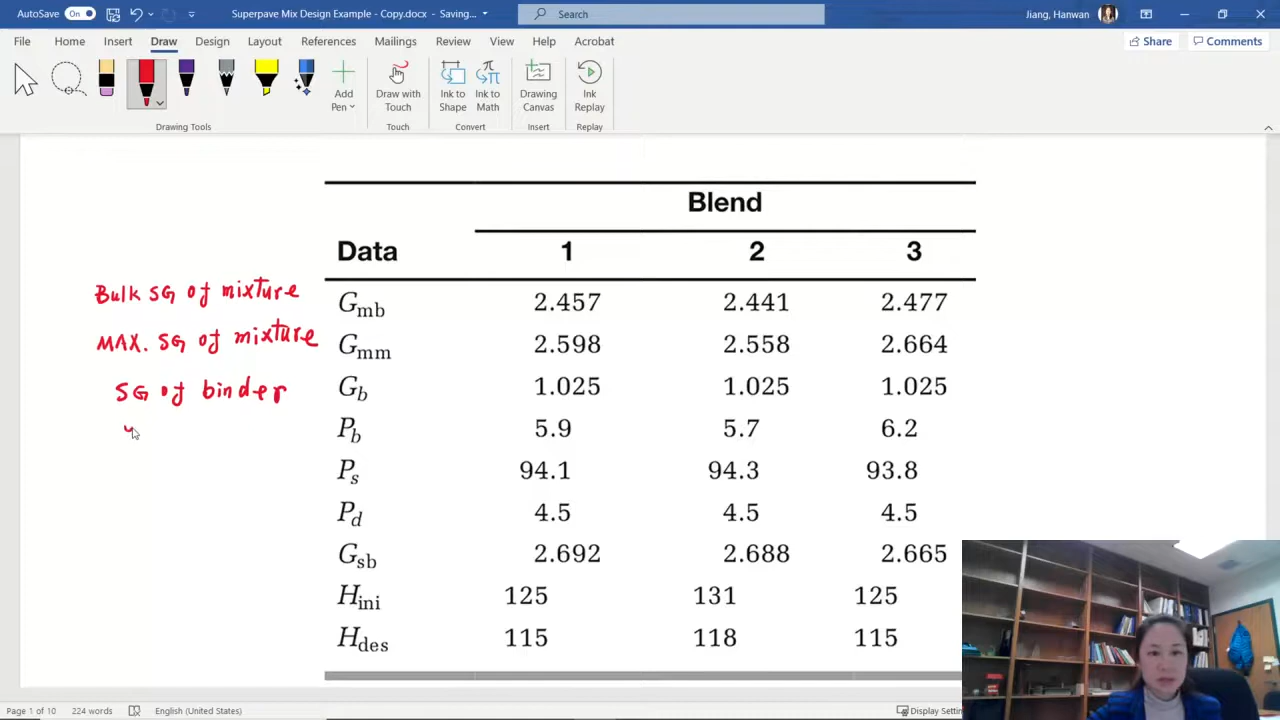 AutoSave On Superpave Mix Design Example - Copy.docx - Saving... Search Jiang, Hanwan
File Home Insert Draw Design Layout References Mailings Review View Help Acrobat Share Comments
Add Pen Draw with Touch Ink to Shape Ink to Math Drawing Canvas Ink Replay
Drawing Tools Touch Convert Insert Replay
Blend
Data 1 2 3
Bulk SG of mixture Gmb 2.457 2.441 2.477
MAX. SG of mixture Gmm 2.598 2.558 2.664
SG of binder Gb 1.025 1.025 1.025
Pb 5.9 5.7 6.2
Ps 94.1 94.3 93.8
Pd 4.5 4.5 4.5
Gsb 2.692 2.688 2.665
Hini 125 131 125
Hdes 115 118 115
Page 1 of 10 224 words English (United States) Display Setti